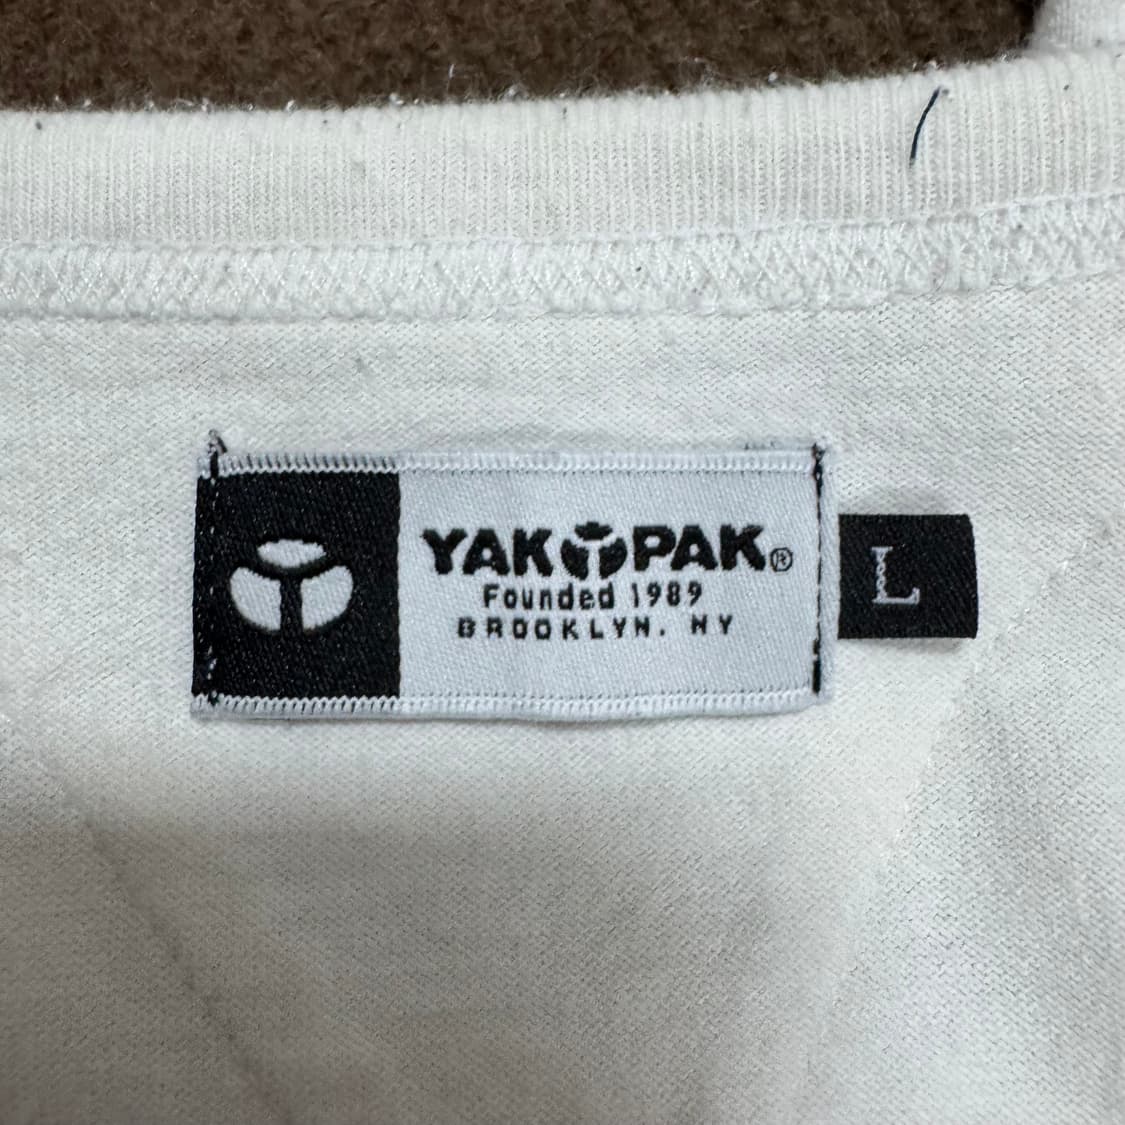 YAK PAK®
Founded 1989
BROOKLYN. NY
L